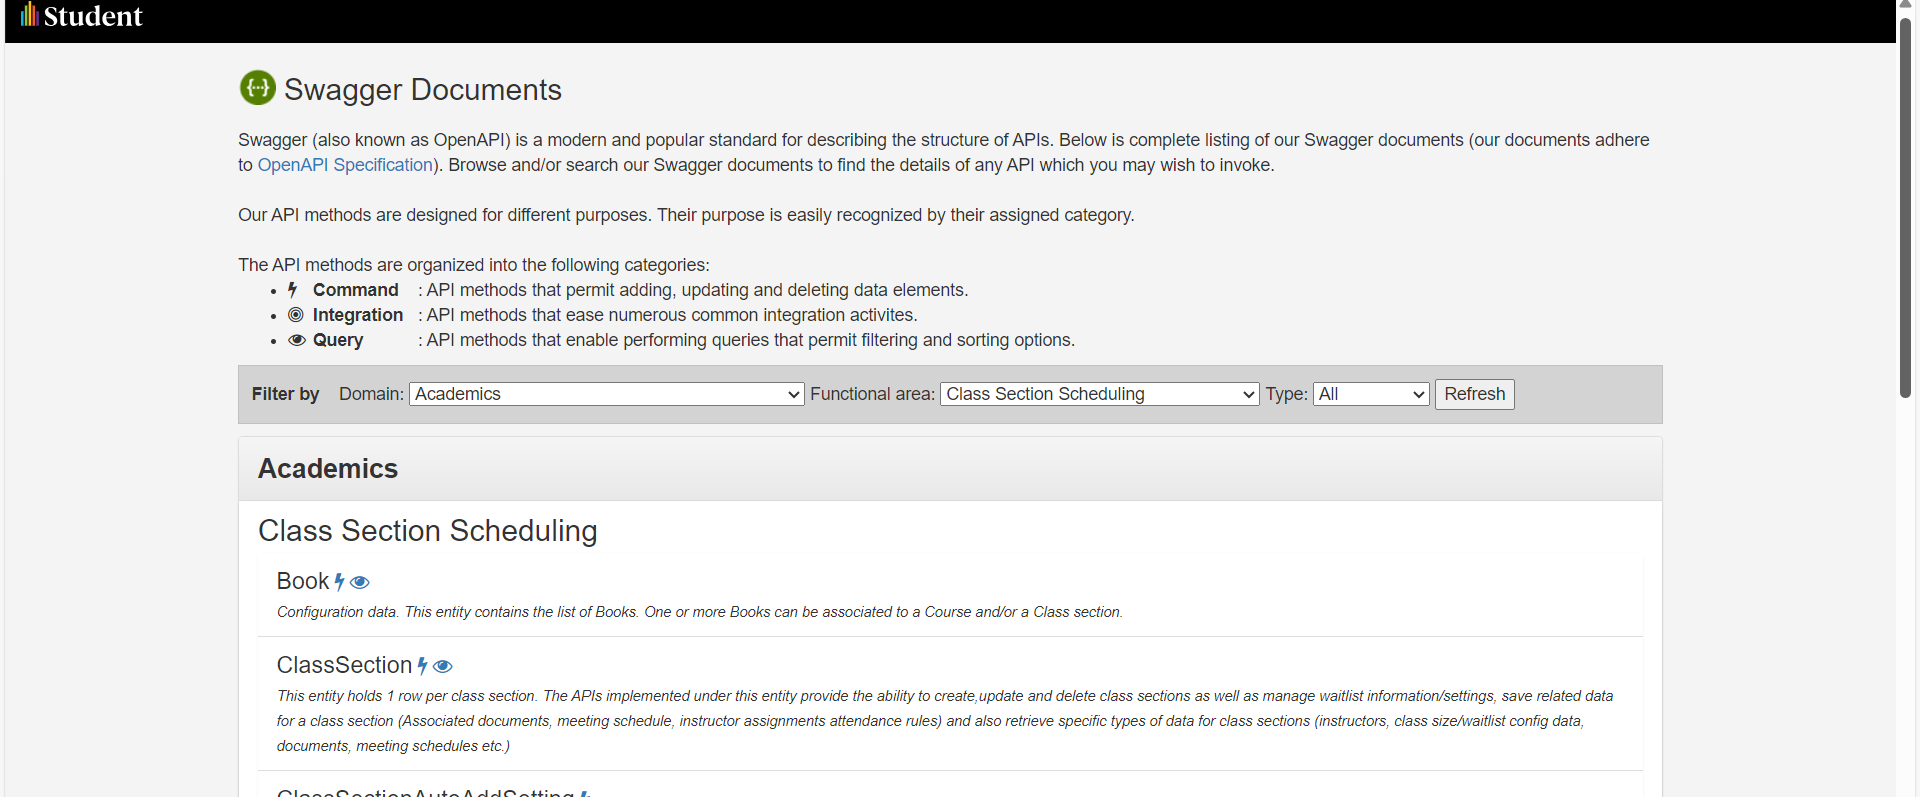 Student
Swagger Documents
Swagger (also known as OpenAPI) is a modern and popular standard for describing the structure of APIs. Below is complete listing of our Swagger documents (our documents adhere
to OpenAPI Specification). Browse and/or search our Swagger documents to find the details of any API which you may wish to invoke.
Our API methods are designed for different purposes. Their purpose is easily recognized by their assigned category.
The API methods are organized into the following categories:
Command : API methods that permit adding, updating and deleting data elements.
Integration : API methods that ease numerous common integration activites.
Query : API methods that enable performing queries that permit filtering and sorting options.
Filter by Domain: Academics Functional area: Class Section Scheduling Type: All Refresh
Academics
Class Section Scheduling
Book
Configuration data. This entity contains the list of Books. One or more Books can be associated to a Course and/or a Class section.
ClassSection
This entity holds 1 row per class section. The APIs implemented under this entity provide the ability to create,update and delete class sections as well as manage waitlist information/settings, save related data
for a class section (Associated documents, meeting schedule, instructor assignments attendance rules) and also retrieve specific types of data for class sections (instructors, class size/waitlist config data,
documents, meeting schedules etc.)
ClassSectionAutoAddSetting